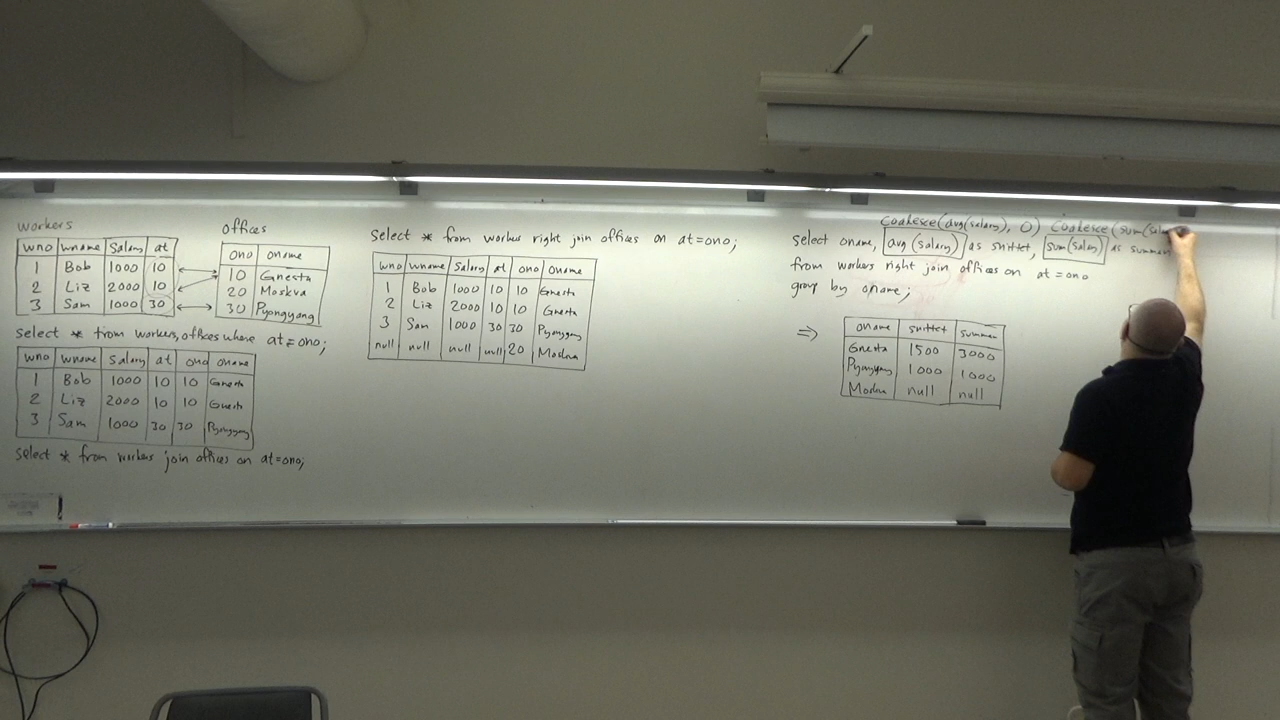 workers
wno wname Salary at
1 Bob 1000 10
2 Liz 2000 10
3 Sam 1000 30
offices
ono oname
10 Gnesta
20 Moskva
30 Pyongyang
select * from workers, offices where at=ono;
wno wname Salary at ono oname
1 Bob 1000 10 10 Gnesta
2 Liz 2000 10 10 Gnesta
3 Sam 1000 30 30 Pyongyang
select * from workers join offices on at=ono;
select * from workers right join offices on at=ono;
wno wname Salary at ono oname
1 Bob 1000 10 10 Gnesta
2 Liz 2000 10 10 Gnesta
3 Sam 1000 30 30 Pyongyang
null null null null 20 Moskva
Coalesce(avg(salary), 0) Coalesce(sum(sala
select oname, avg(salary) as snittet, sum(salary) as summan
from workers right join offices on at=ono
group by oname;
⇒
oname snittet summan
Gnesta 1500 3000
Pyongyang 1000 1000
Moskva null null